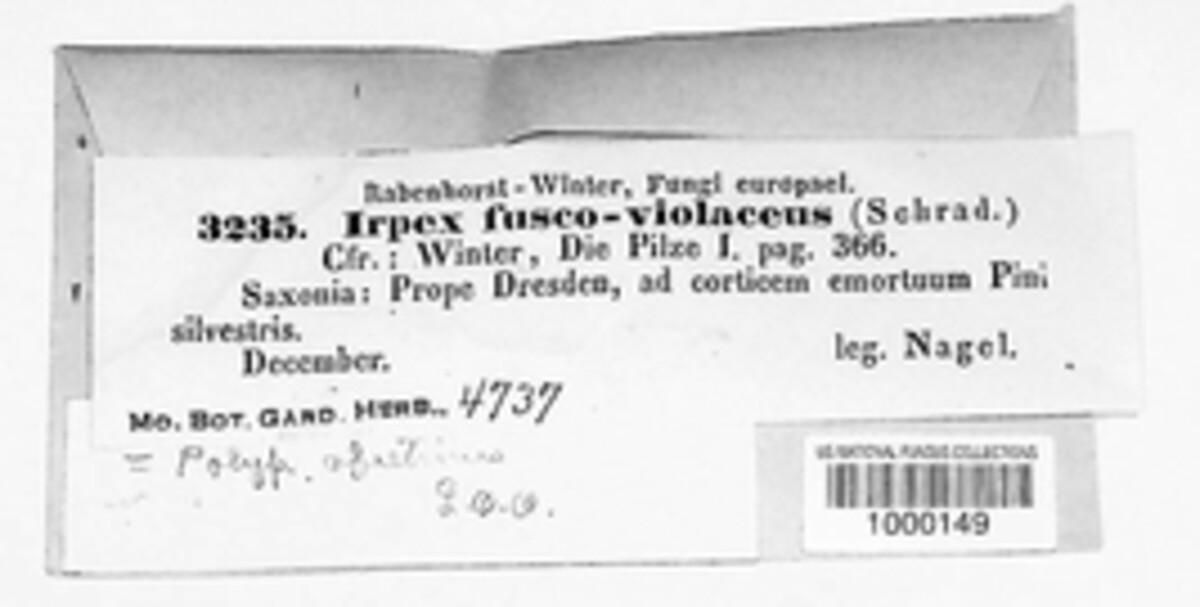 Rabenhorst-Winter, Fungi europaei.
3235. Irpex fusco-violaceus (Schrad.)
Cfr.: Winter, Die Pilze I. pag. 366.
Saxonia: Prope Dresden, ad corticem emortuum Pini
silvestris.
December.
leg. Nagel.
MO. BOT. GARD. HERB., 4737
= Polyp. abietinus
L.O.O.
US NATIONAL FUNGUS COLLECTIONS
1000149